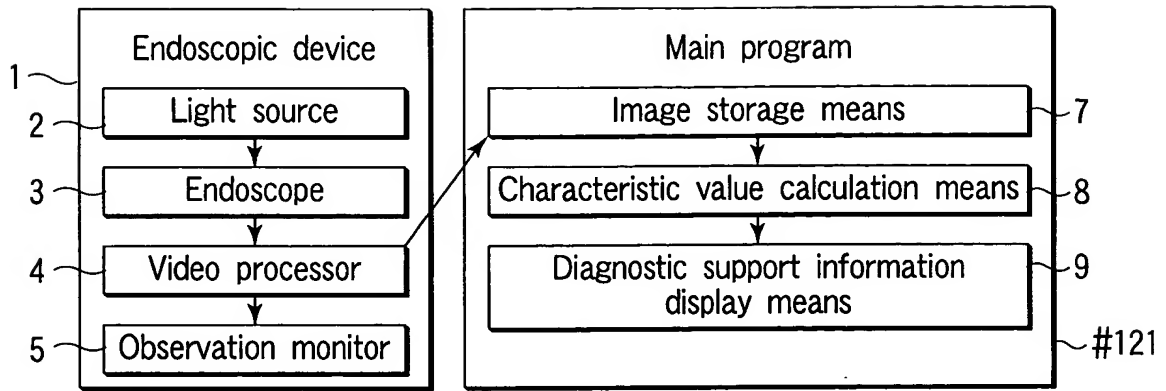 Endoscopic device
1
Light source
2
Endoscope
3
Video processor
4
Observation monitor
5
Main program
Image storage means
7
Characteristic value calculation means
8
Diagnostic support information
display means
9
#121